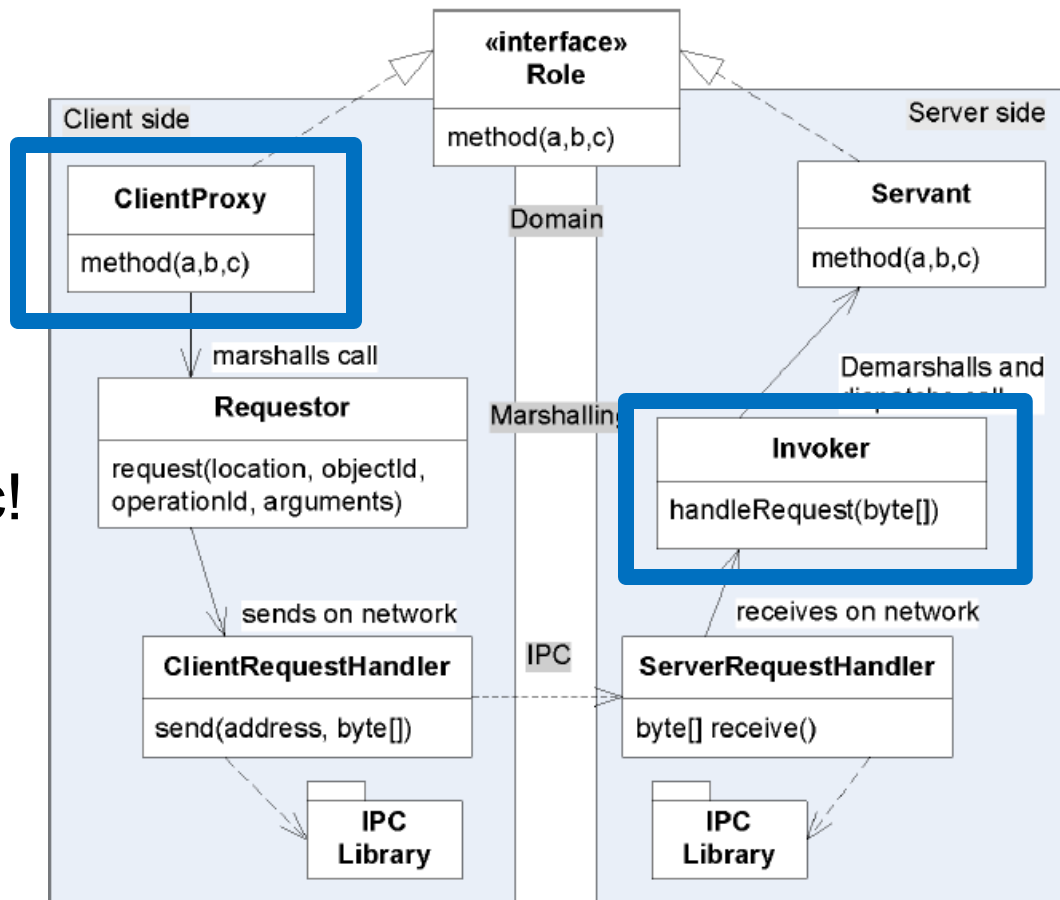 «interface»
Role
method(a,b,c)
Client side
Server side
ClientProxy
method(a,b,c)
Domain
Servant
method(a,b,c)
marshalls call
Demarshalls and
Requestor
request(location, objectId,
operationId, arguments)
Marshalling
Invoker
handleRequest(byte[])
sends on network
receives on network
ClientRequestHandler
send(address, byte[])
IPC
ServerRequestHandler
byte[] receive()
IPC
Library
IPC
Library